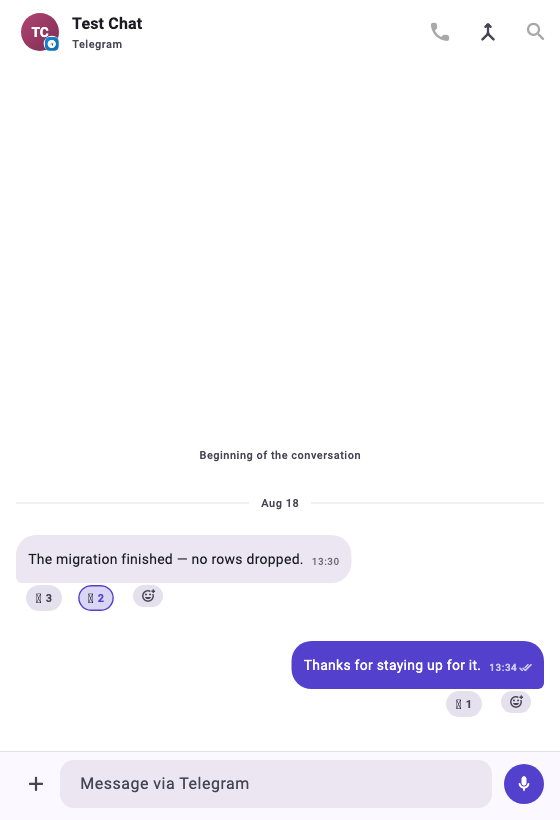 TC
Test Chat
Telegram
Beginning of the conversation
Aug 18
The migration finished — no rows dropped. 13:30
3 2
Thanks for staying up for it. 13:34
1
Message via Telegram